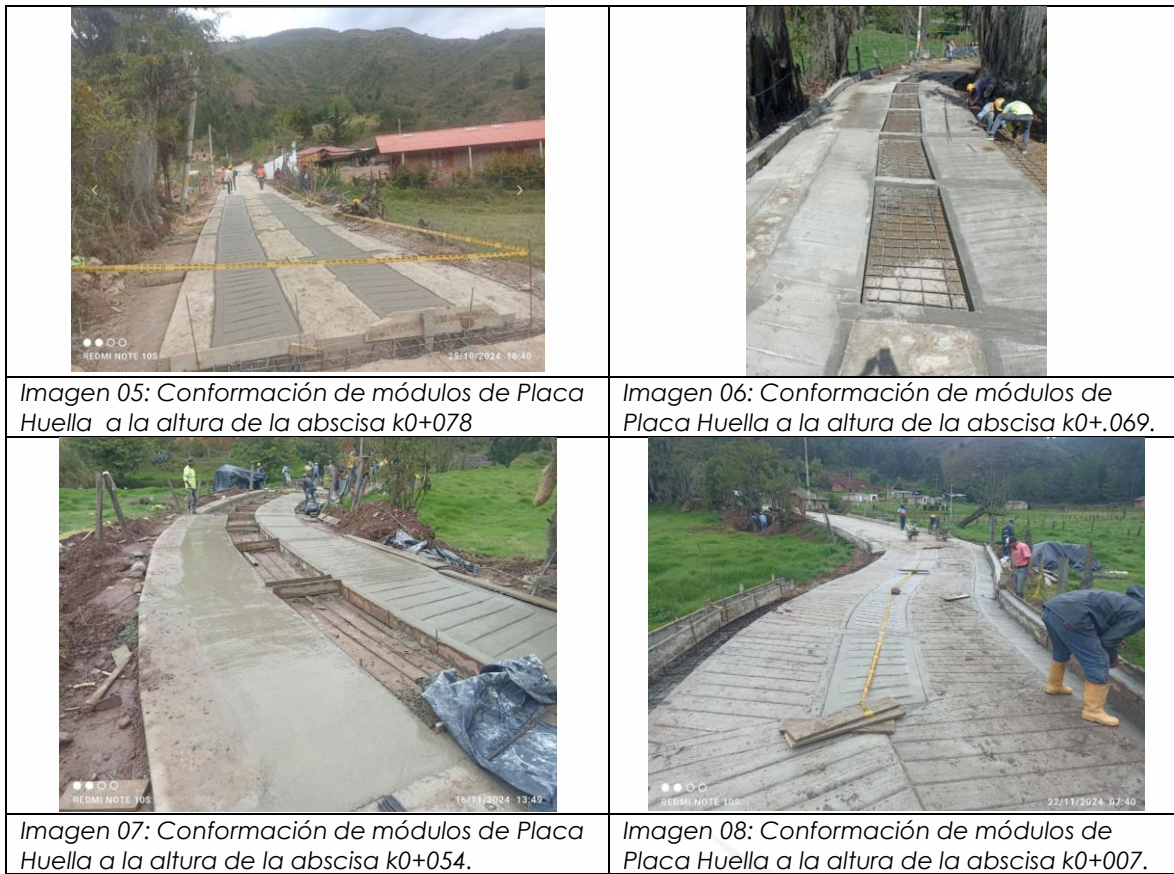 REDMI NOTE 10S
25/10/2024 16:40
Imagen 05: Conformación de módulos de Placa
Huella a la altura de la abscisa k0+078
Imagen 06: Conformación de módulos de
Placa Huella a la altura de la abscisa k0+.069.
REDMI NOTE 10S
16/11/2024 13:49
REDMI NOTE 10S
22/11/2024 07:40
Imagen 07: Conformación de módulos de Placa
Huella a la altura de la abscisa k0+054.
Imagen 08: Conformación de módulos de
Placa Huella a la altura de la abscisa k0+007.